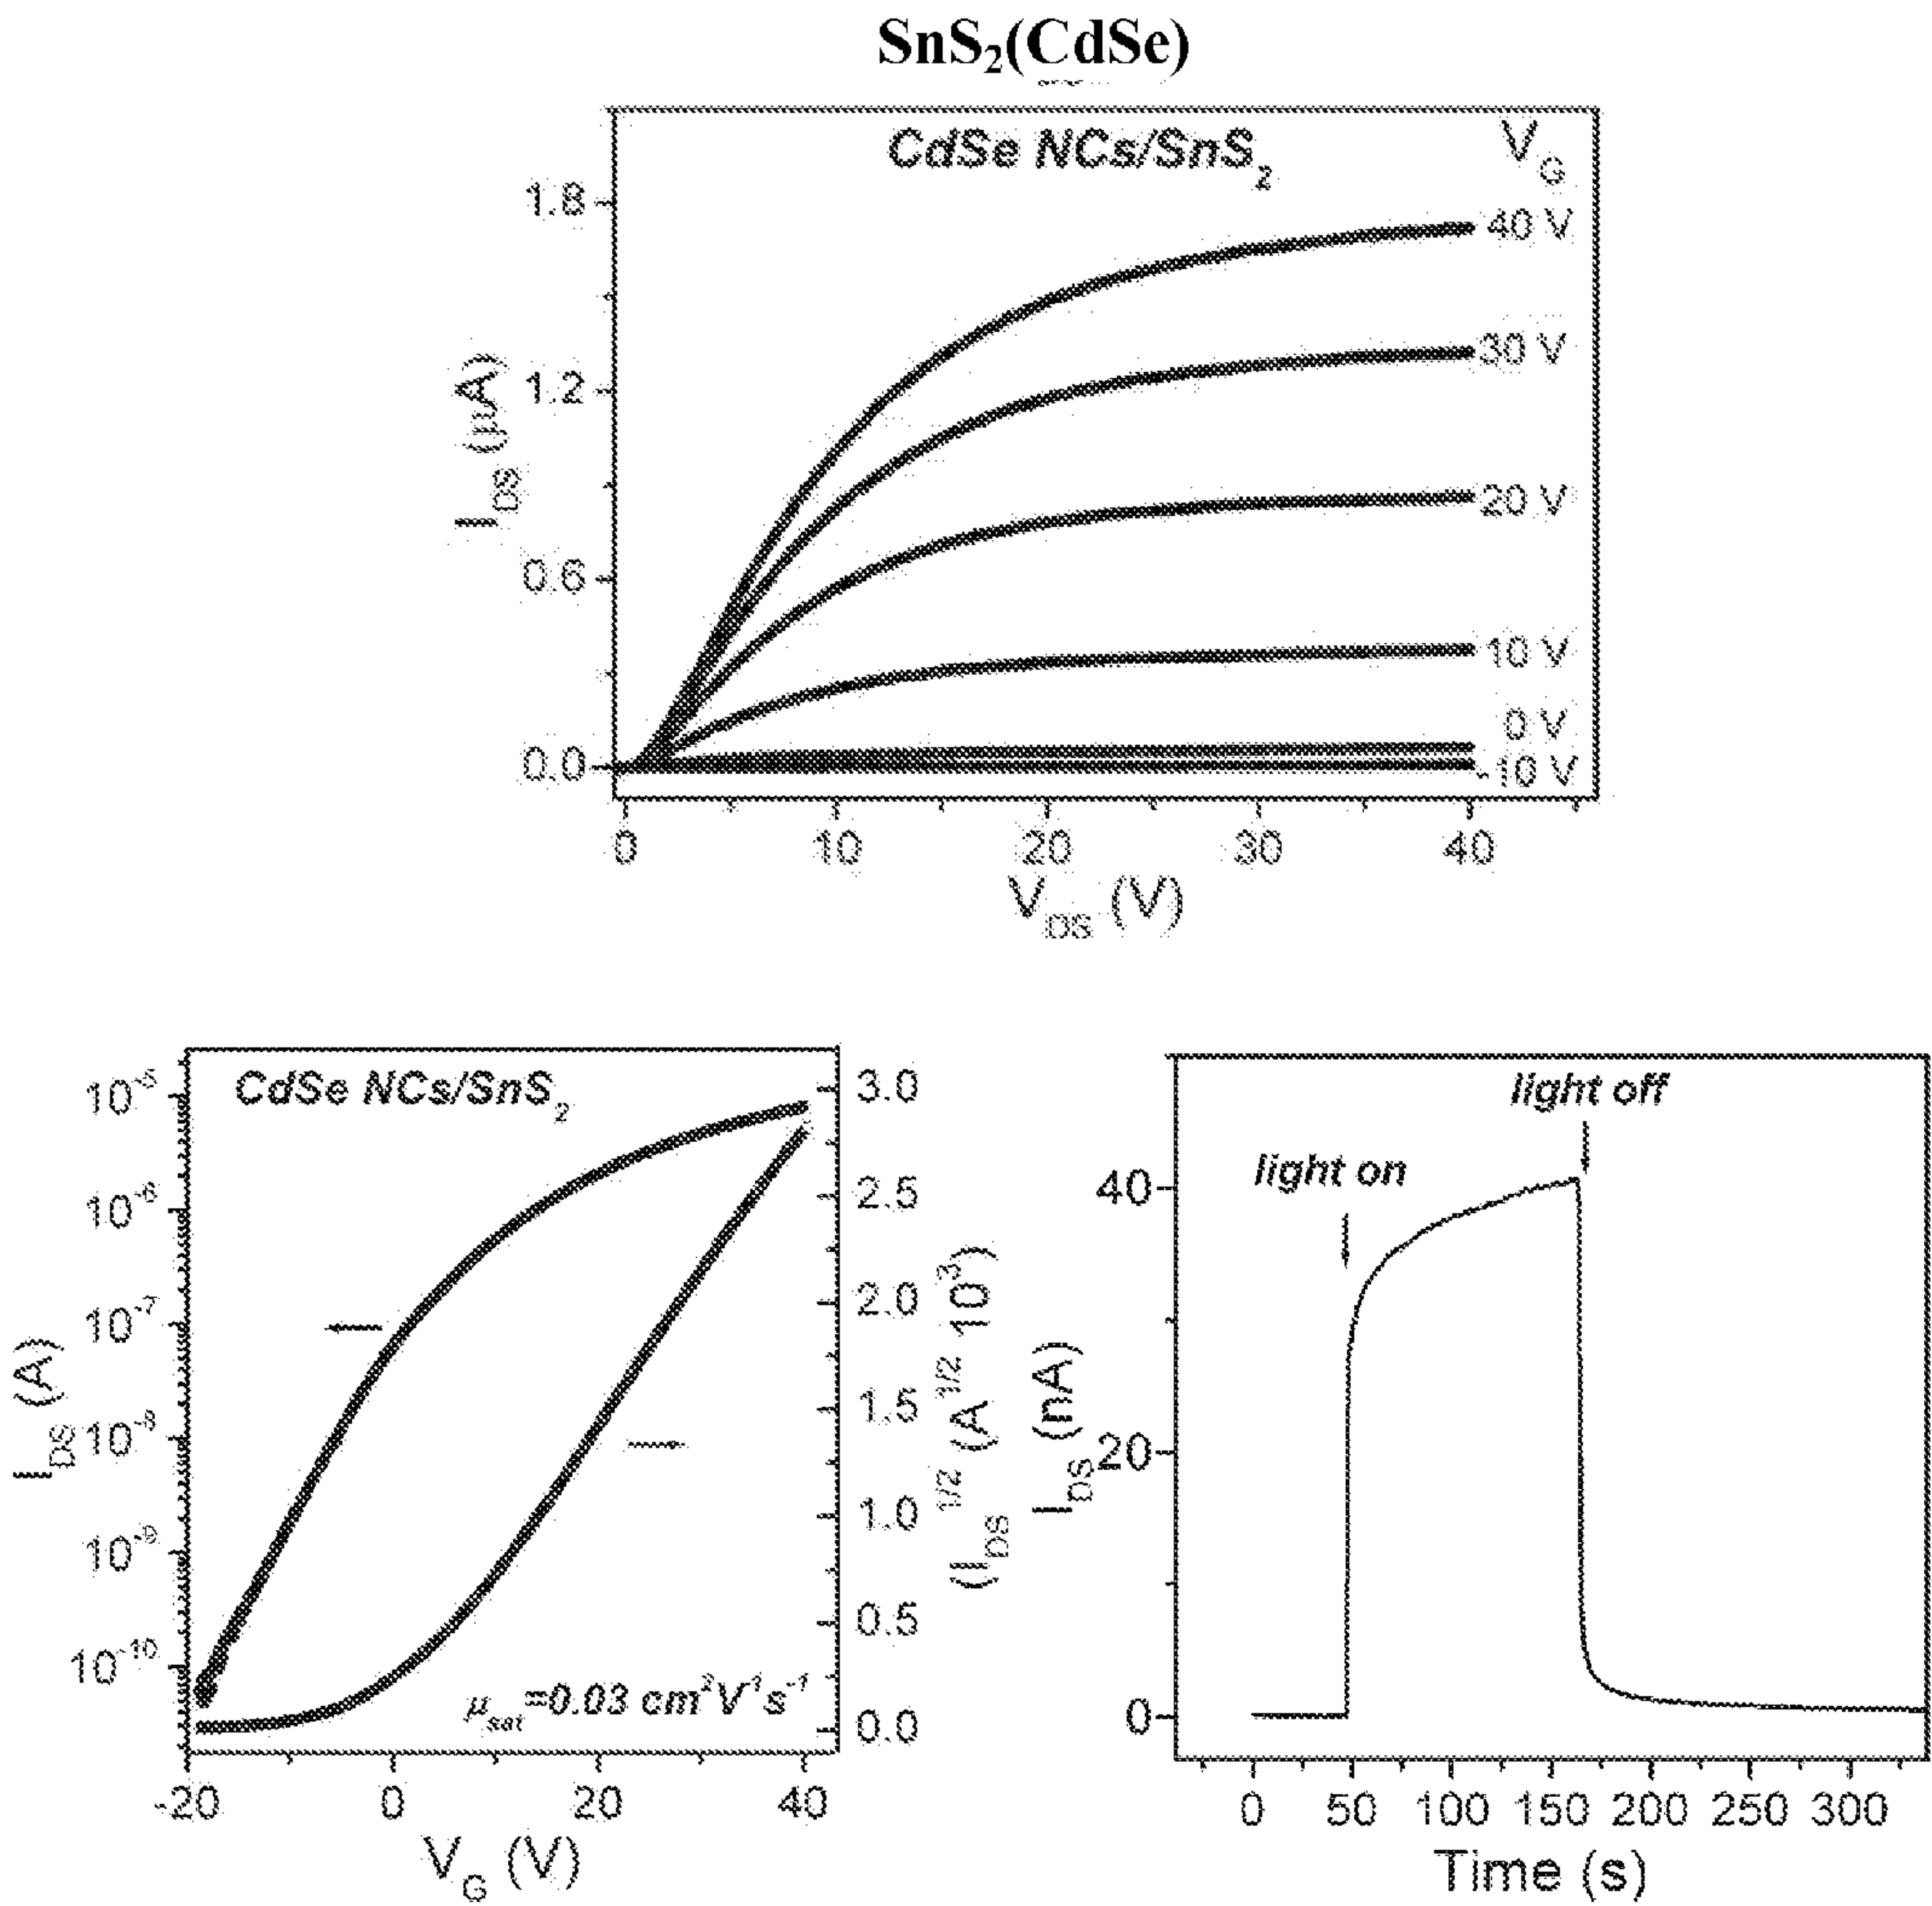 SnS₂(CdSe)
CdSe NCs/SnS₂
V_G
40 V
30 V
20 V
10 V
0 V
-10 V
1.8
1.2
0.6
0.0
I_DS (µA)
0 10 20 30 40
V_DS (V)
CdSe NCs/SnS₂
10⁻⁵
10⁻⁶
10⁻⁷
10⁻⁸
10⁻⁹
10⁻¹⁰
I_DS (A)
3.0
2.5
2.0
1.5
1.0
0.5
0.0
(I_DS ^1/2 (A^1/2 10³)
µ_sat=0.03 cm²V⁻¹s⁻¹
-20 0 20 40
V_G (V)
light off
light on
40
20
0
I_DS (nA)
0 50 100 150 200 250 300
Time (s)